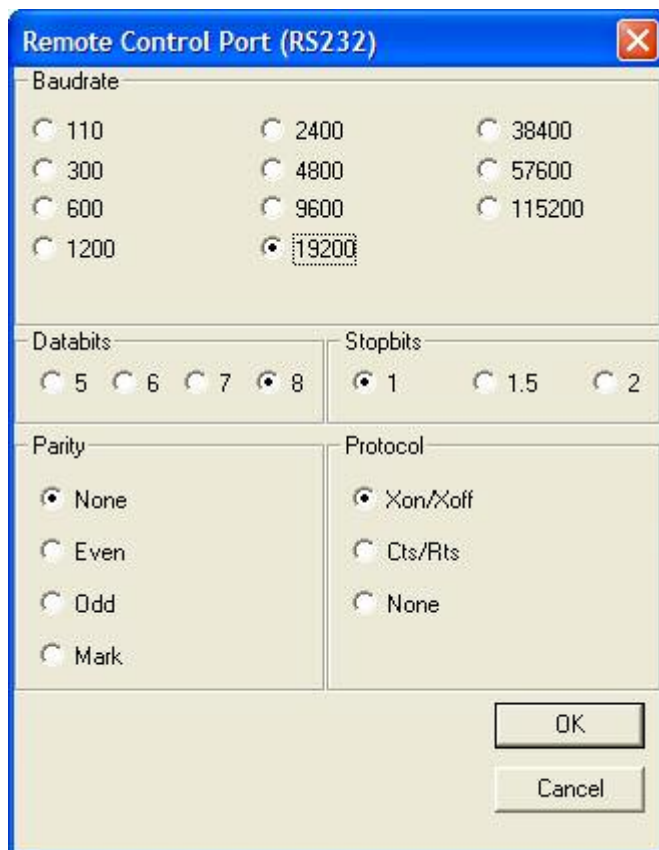 Remote Control Port (RS232)
Baudrate
110 2400 38400
300 4800 57600
600 9600 115200
1200 19200
Databits
5 6 7 8
Stopbits
1 1.5 2
Parity
None
Even
Odd
Mark
Protocol
Xon/Xoff
Cts/Rts
None
OK
Cancel